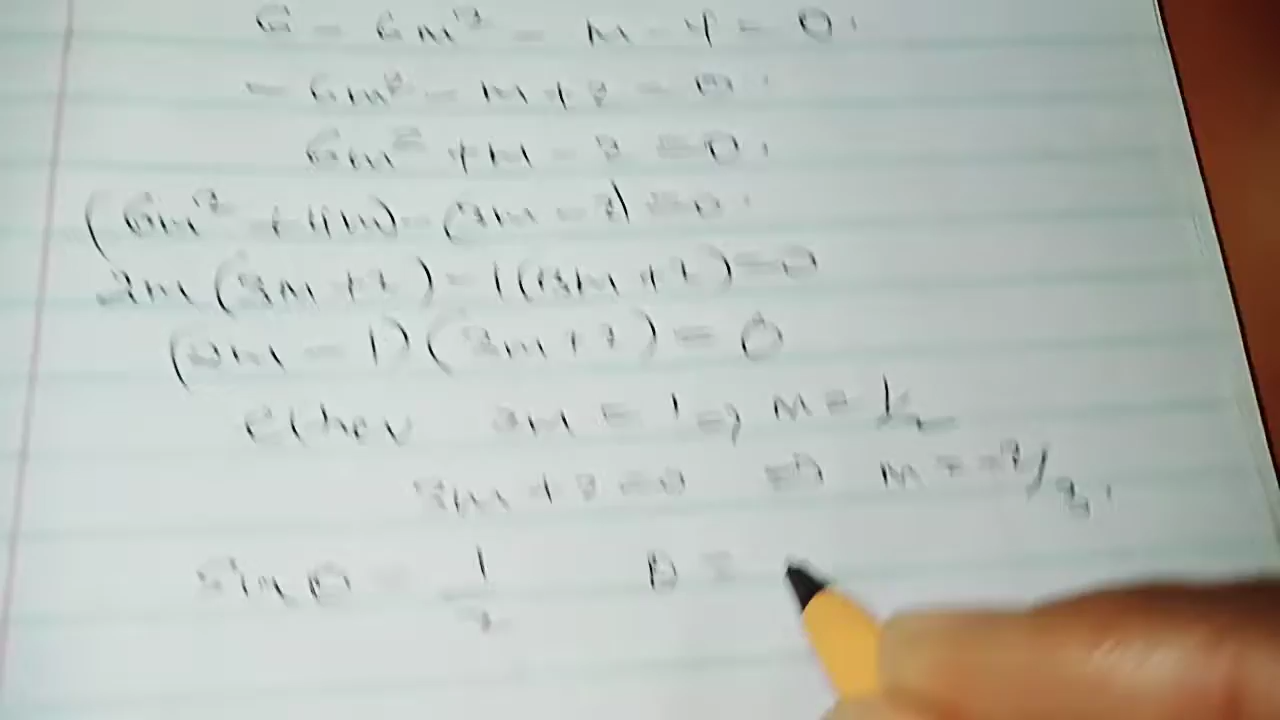 6 - 6m² - m - 4 = 0.
- 6m² - m + 2 = 0.
6m² + m - 2 = 0.
(6m² + 4m) - (3m - 2) = 0.
2m(3m + 2) - 1(3m + 2) = 0
(2m - 1)(3m + 2) = 0
either 2m = 1 => m = ½
3m + 2 = 0 => m = -2/3.
Sin θ = 1/2 θ =